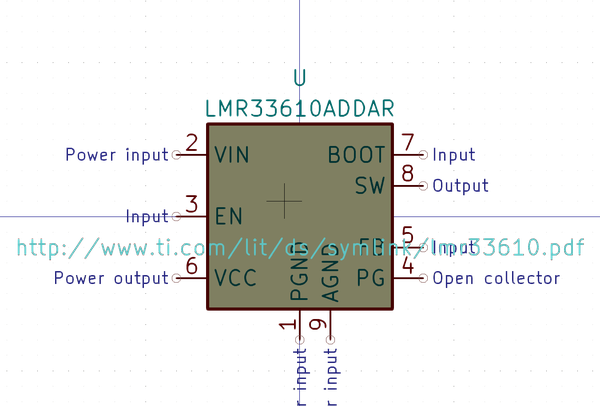 U
LMR33610ADDAR
Power input 2 VIN BOOT 7 Input
SW 8 Output
Input 3 EN
http://www.ti.com/lit/ds/symlink/lmr33610.pdf
FB 5 Input
Power output 6 VCC PGND AGND PG 4 Open collector
1 9
r input r input